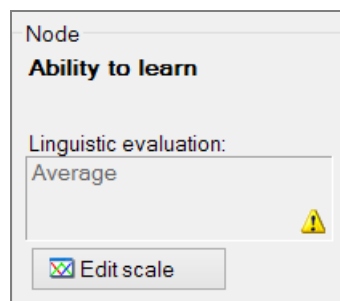 Node
Ability to learn
Linguistic evaluation:
Average
Edit scale